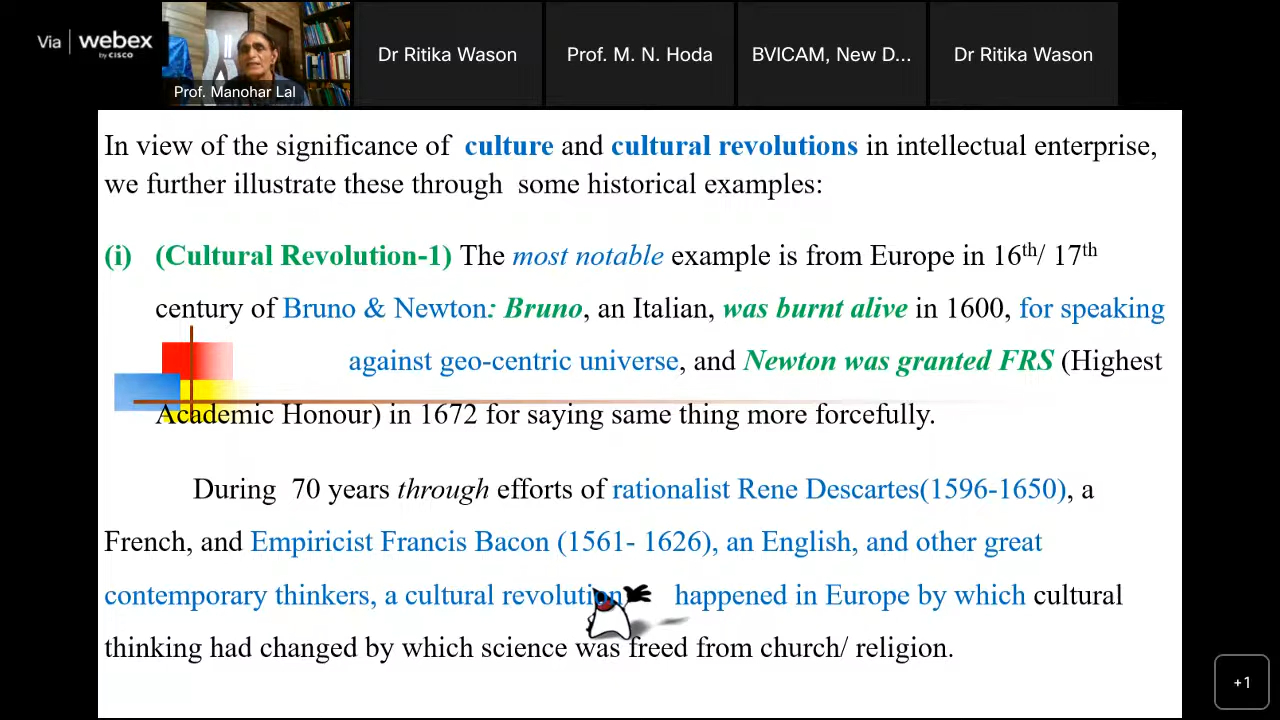 Via webex
by CISCO
Prof. Manohar Lal
Dr Ritika Wason
Prof. M. N. Hoda
BVICAM, New D...
Dr Ritika Wason
In view of the significance of culture and cultural revolutions in intellectual enterprise,
we further illustrate these through some historical examples:
(i) (Cultural Revolution-1) The most notable example is from Europe in 16th/ 17th
century of Bruno & Newton: Bruno, an Italian, was burnt alive in 1600, for speaking
against geo-centric universe, and Newton was granted FRS (Highest
Academic Honour) in 1672 for saying same thing more forcefully.
During 70 years through efforts of rationalist Rene Descartes(1596-1650), a
French, and Empiricist Francis Bacon (1561- 1626), an English, and other great
contemporary thinkers, a cultural revolution happened in Europe by which cultural
thinking had changed by which science was freed from church/ religion.
+1